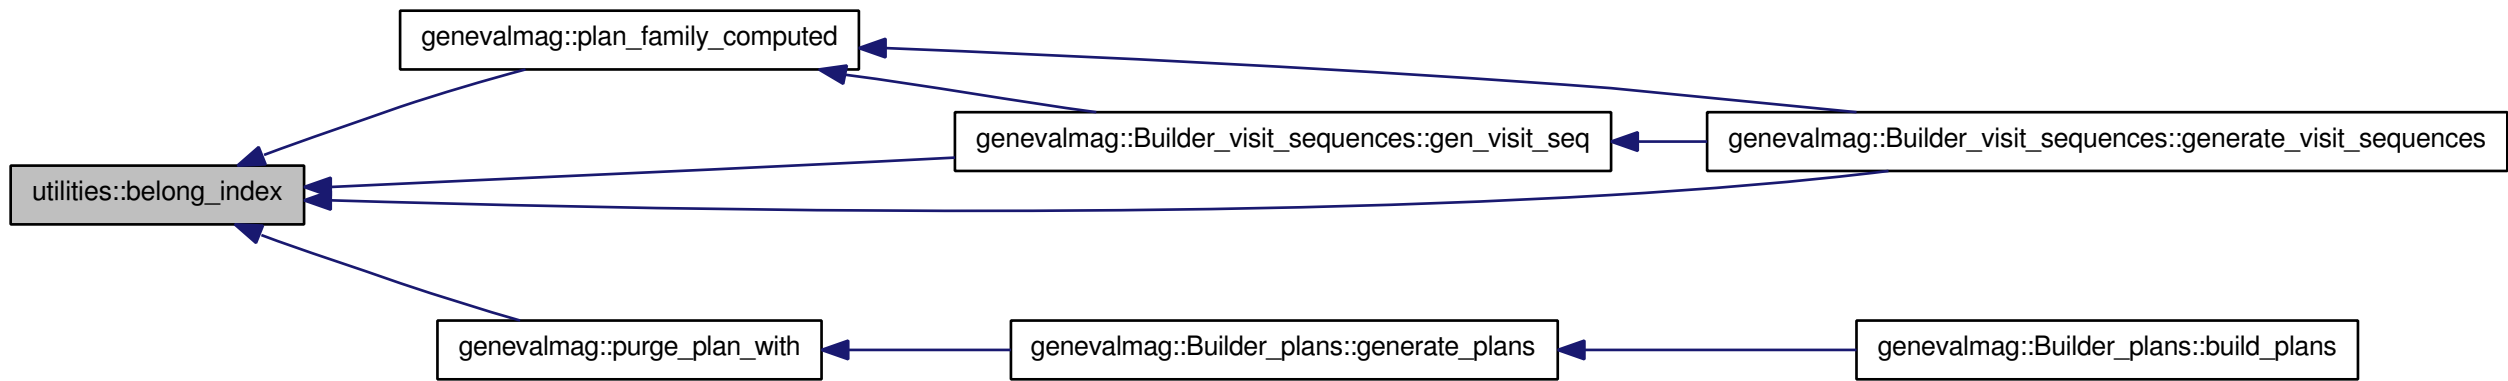 genevalmag::plan_family_computed
genevalmag::Builder_visit_sequences::gen_visit_seq
genevalmag::Builder_visit_sequences::generate_visit_sequences
utilities::belong_index
genevalmag::purge_plan_with
genevalmag::Builder_plans::generate_plans
genevalmag::Builder_plans::build_plans